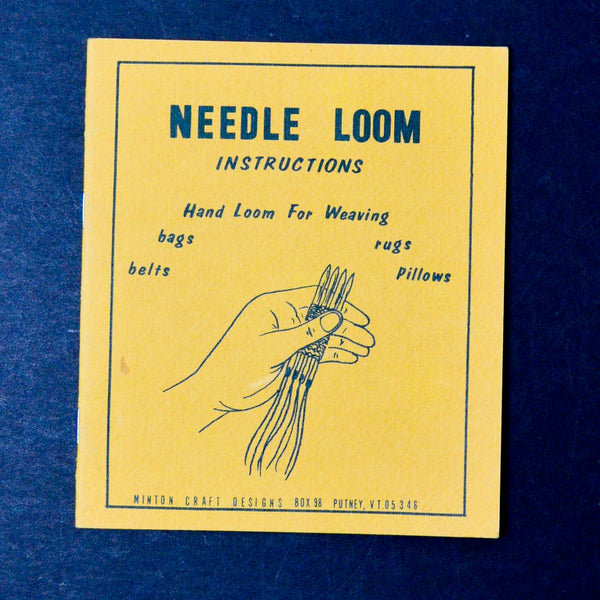 NEEDLE LOOM
INSTRUCTIONS
Hand Loom For Weaving
bags rugs
belts Pillows
MINTON CRAFT DESIGNS BOX 98 PUTNEY, VT. 05346